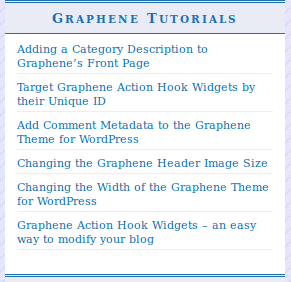 GRAPHENE TUTORIALS
Adding a Category Description to
Graphene’s Front Page
Target Graphene Action Hook Widgets by
their Unique ID
Add Comment Metadata to the Graphene
Theme for WordPress
Changing the Graphene Header Image Size
Changing the Width of the Graphene Theme
for WordPress
Graphene Action Hook Widgets – an easy
way to modify your blog